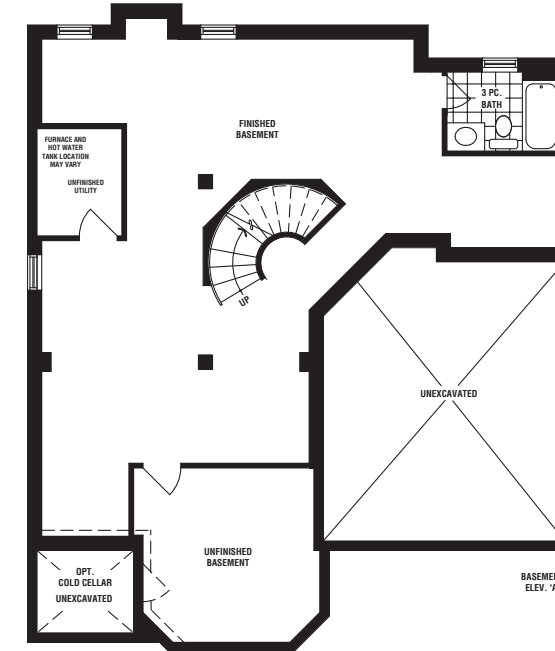 3 PC.
BATH
FINISHED
BASEMENT
FURNACE AND
HOT WATER
TANK LOCATION
MAY VARY
UNFINISHED
UTILITY
UP
UNEXCAVATED
UNFINISHED
BASEMENT
OPT.
COLD CELLAR
UNEXCAVATED
ELEV.